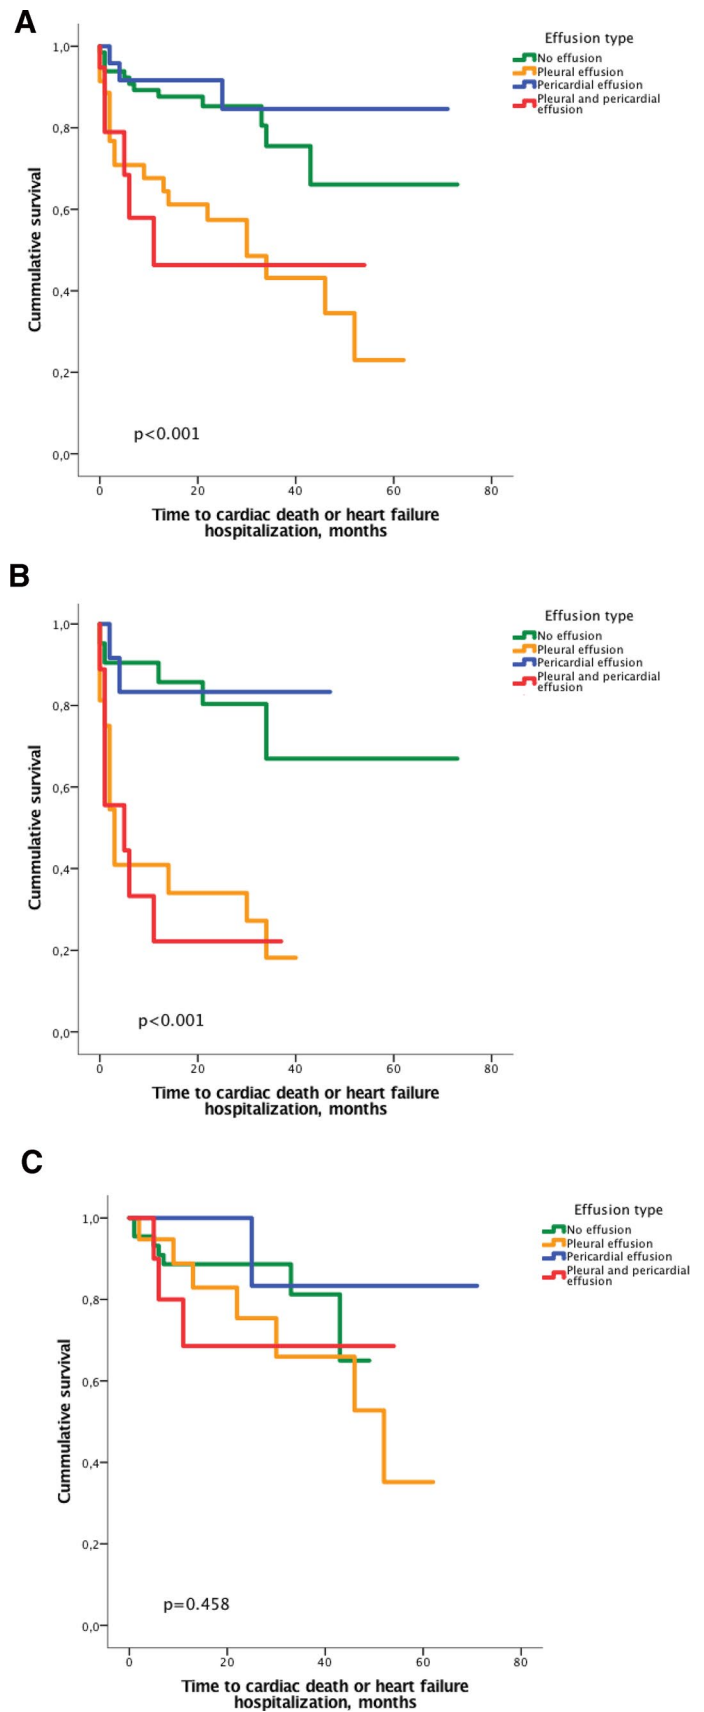 A
Effusion type
No effusion
Pleural effusion
Pericardial effusion
Pleural and pericardial
effusion
1,0
0,8
0,6
0,4
0,2
0,0
Cummulative survival
p<0.001
0 20 40 60 80
Time to cardiac death or heart failure
hospitalization, months
B
Effusion type
No effusion
Pleural effusion
Pericardial effusion
Pleural and pericardial
effusion
1,0
0,8
0,6
0,4
0,2
0,0
Cummulative survival
p<0.001
0 20 40 60 80
Time to cardiac death or heart failure
hospitalization, months
C
Effusion type
No effusion
Pleural effusion
Pericardial effusion
Pleural and pericardial
effusion
1,0
0,8
0,6
0,4
0,2
0,0
Cummulative survival
p=0.458
0 20 40 60 80
Time to cardiac death or heart failure
hospitalization, months